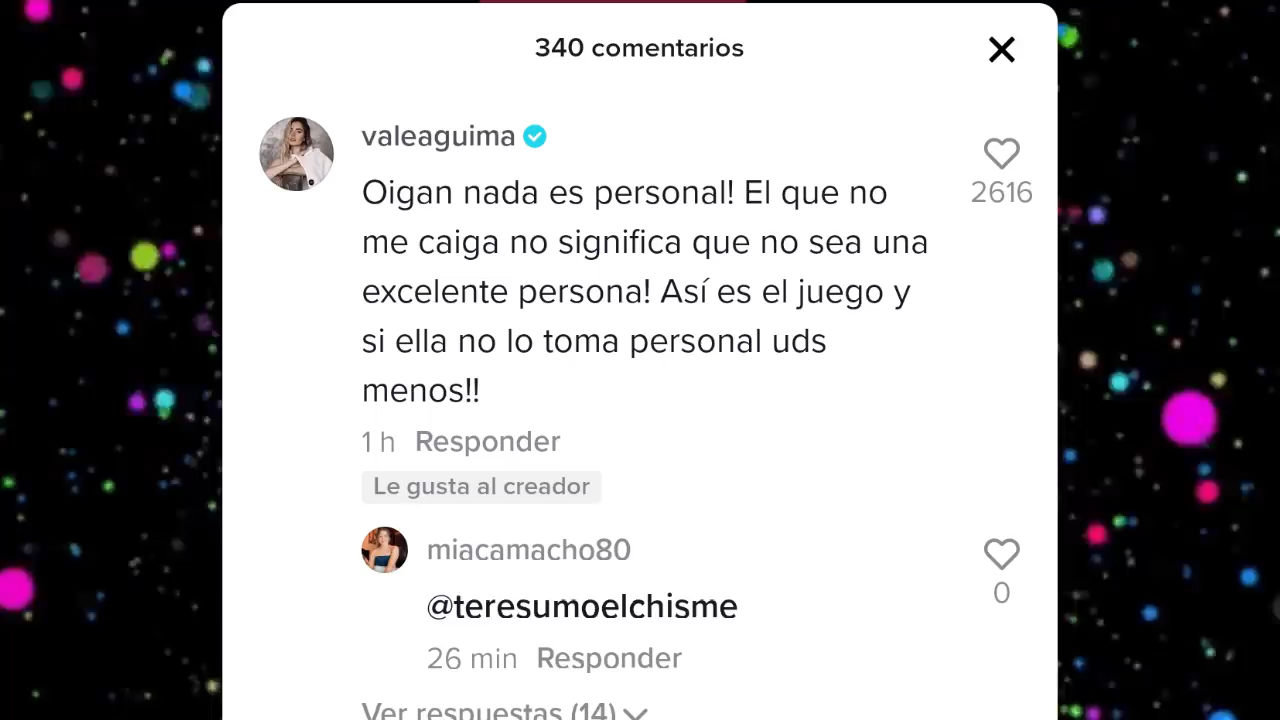 340 comentarios
valeaguima
2616
Oigan nada es personal! El que no
me caiga no significa que no sea una
excelente persona! Así es el juego y
si ella no lo toma personal uds
menos!!
1 h Responder
Le gusta al creador
miacamacho80
0
@teresumoelchisme
26 min Responder
Ver respuestas (14)